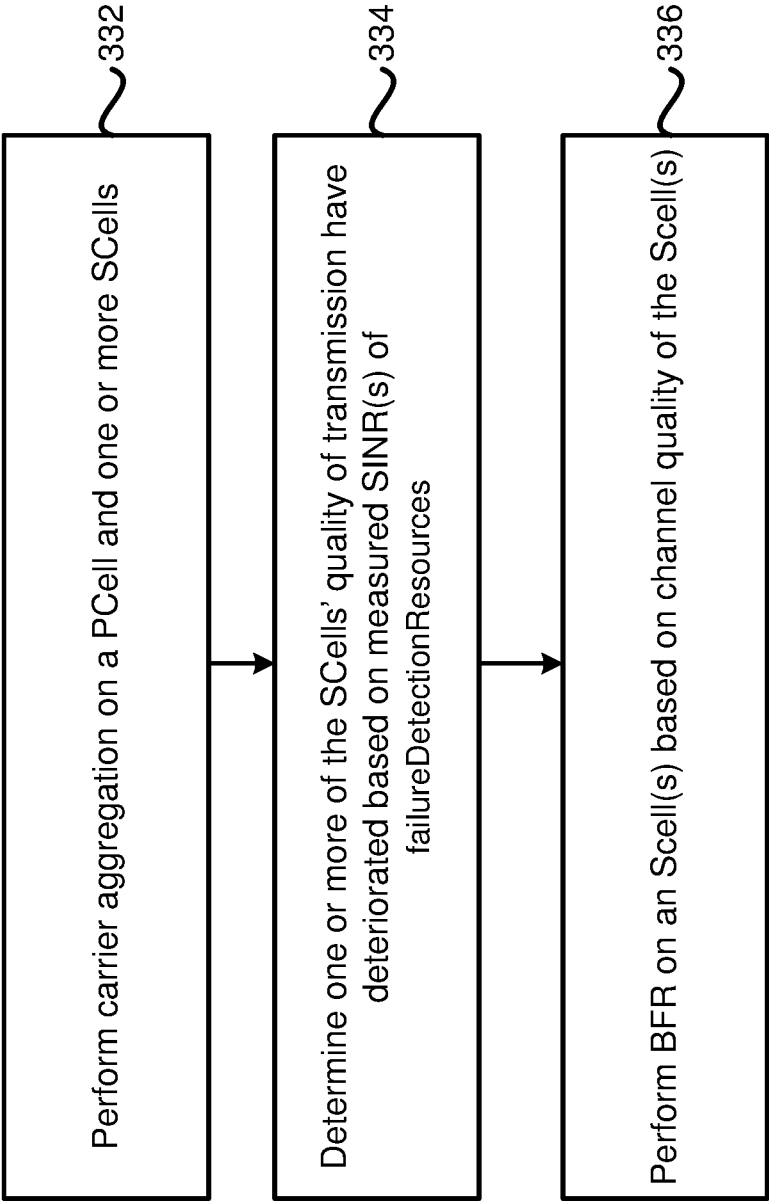 332
Perform carrier aggregation on a PCell and one or more SCells
334
Determine one or more of the SCells’ quality of transmission have
deteriorated based on measured SINR(s) of
failureDetectionResources
336
Perform BFR on an Scell(s) based on channel quality of the Scell(s)